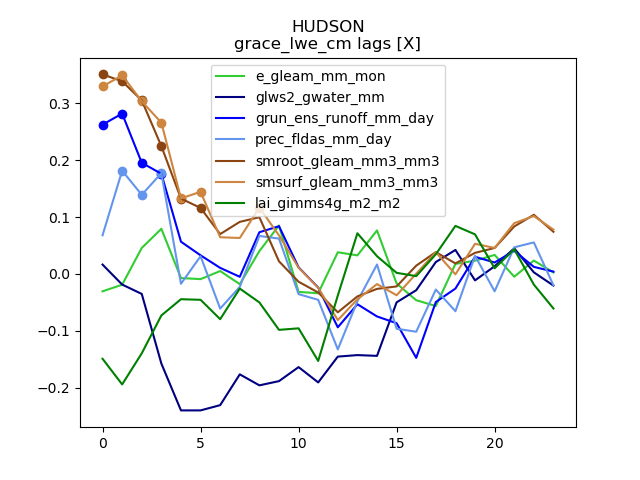 HUDSON
grace_lwe_cm lags [X]
e_gleam_mm_mon
glws2_gwater_mm
grun_ens_runoff_mm_day
prec_fldas_mm_day
smroot_gleam_mm3_mm3
smsurf_gleam_mm3_mm3
lai_gimms4g_m2_m2
0.3
0.2
0.1
0.0
−0.1
−0.2
0 5 10 15 20